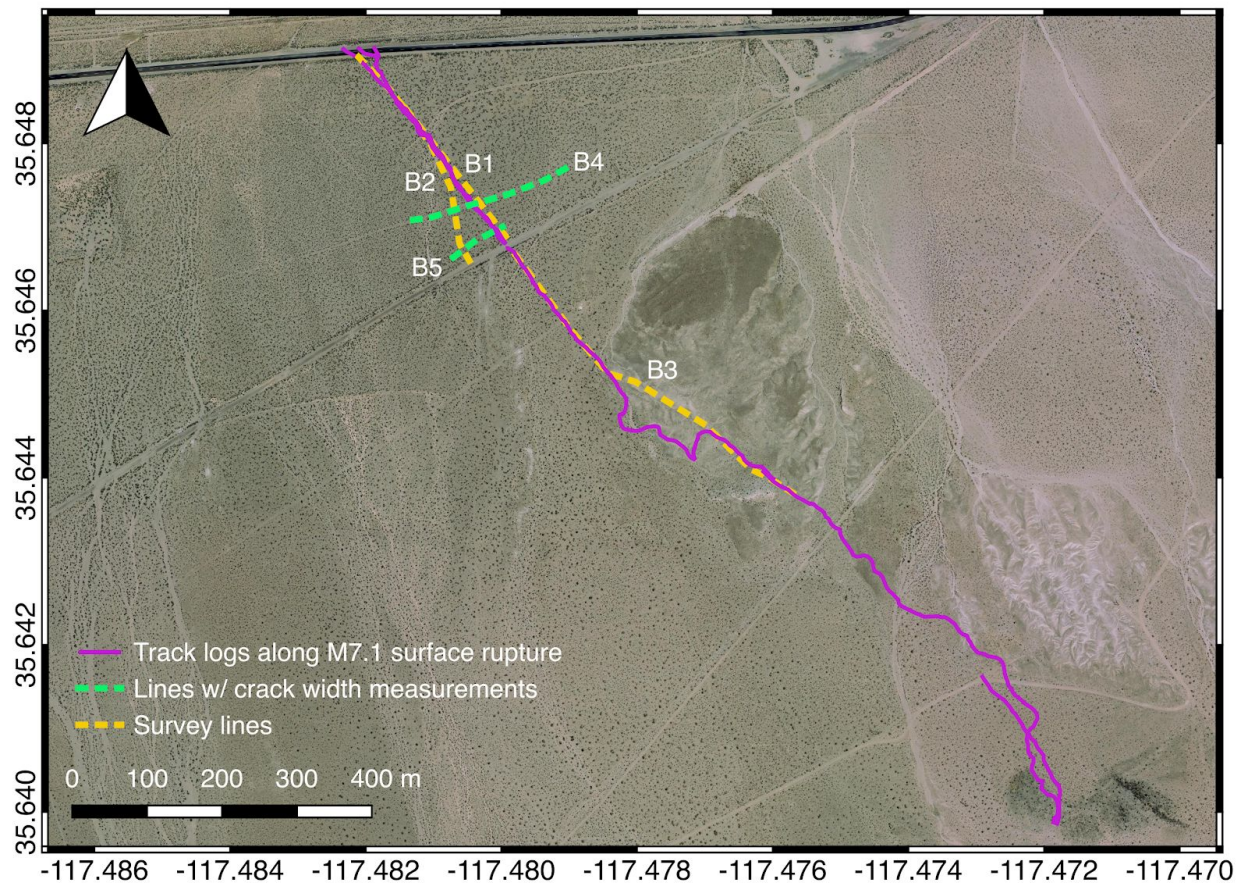 35.648
35.646
35.644
35.642
35.640
B1
B4
B2
B5
B3
Track logs along M7.1 surface rupture
Lines w/ crack width measurements
Survey lines
0 100 200 300 400 m
-117.486 -117.484 -117.482 -117.480 -117.478 -117.476 -117.474 -117.472 -117.470